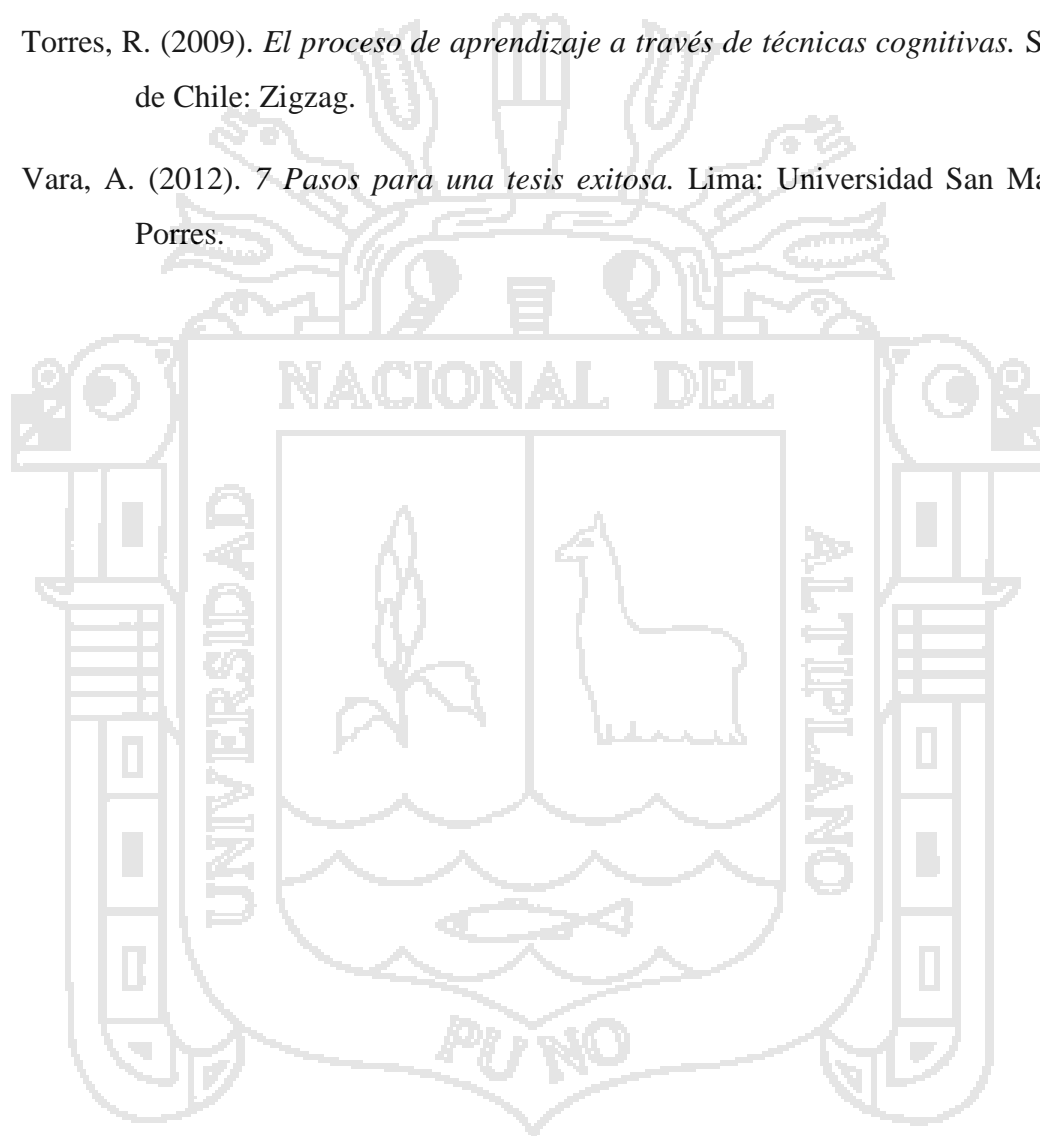 Torres, R. (2009). El proceso de aprendizaje a través de técnicas cognitivas.
de Chile: Zigzag.
Vara, A. (2012). 7 Pasos para una tesis exitosa. Lima: Universidad San
Porres.
NACIONAL DEL
UNIVERSIDAD
ALTIPLANO
PUNO